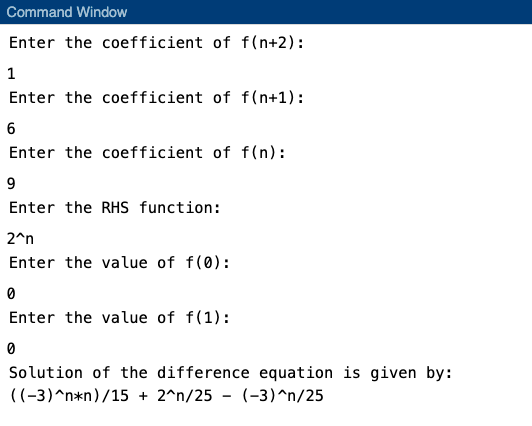 Command Window
Enter the coefficient of f(n+2):
1
Enter the coefficient of f(n+1):
6
Enter the coefficient of f(n):
9
Enter the RHS function:
2^n
Enter the value of f(0):
0
Enter the value of f(1):
0
Solution of the difference equation is given by:
((-3)^n*n)/15 + 2^n/25 - (-3)^n/25